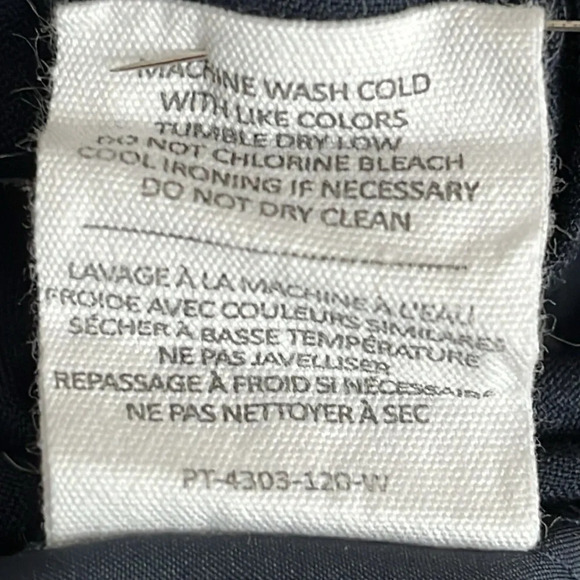 MACHINE WASH COLD
WITH LIKE COLORS
TUMBLE DRY LOW
DO NOT CHLORINE BLEACH
COOL IRONING IF NECESSARY
DO NOT DRY CLEAN
LAVAGE À LA MACHINE À L'EAU
FROIDE AVEC COULEURS SIMILAIRES
SÉCHER À BASSE TEMPÉRATURE
NE PAS JAVELLISER
REPASSAGE À FROID SI NÉCESSAIRE
NE PAS NETTOYER À SEC
PT-4303-120-W